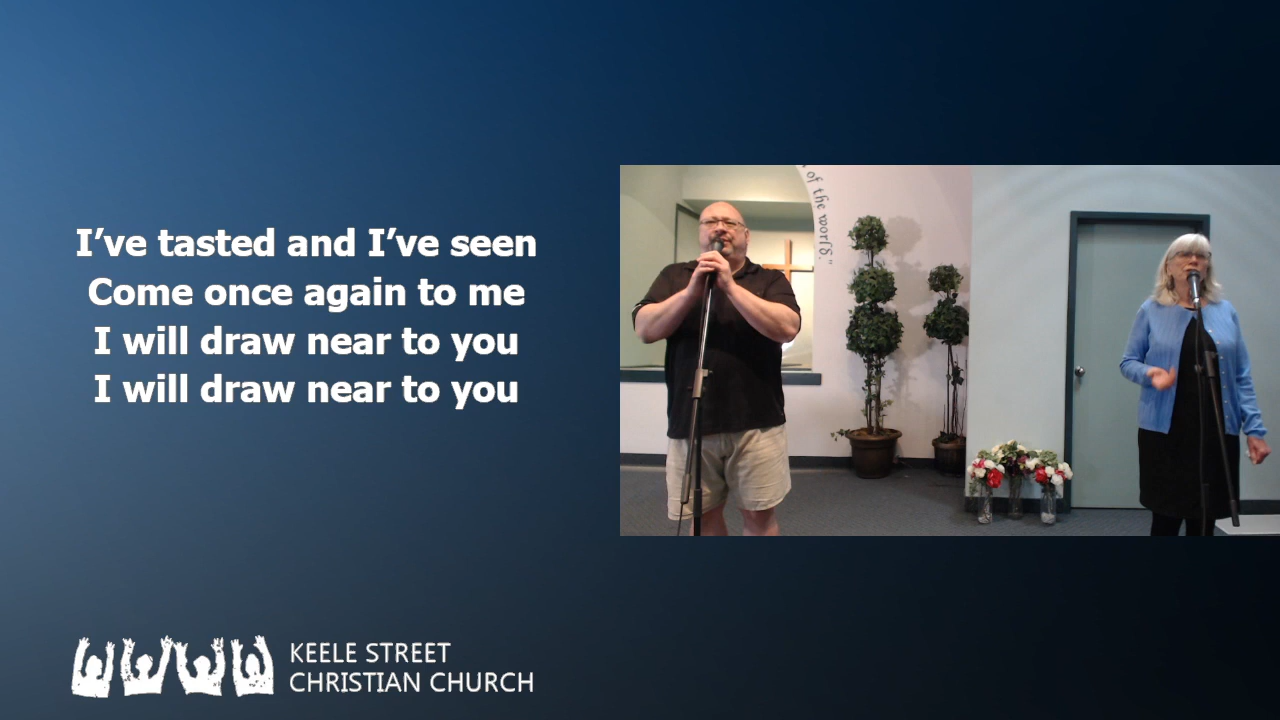 I’ve tasted and I’ve seen
Come once again to me
I will draw near to you
I will draw near to you
of the world."
KEELE STREET
CHRISTIAN CHURCH